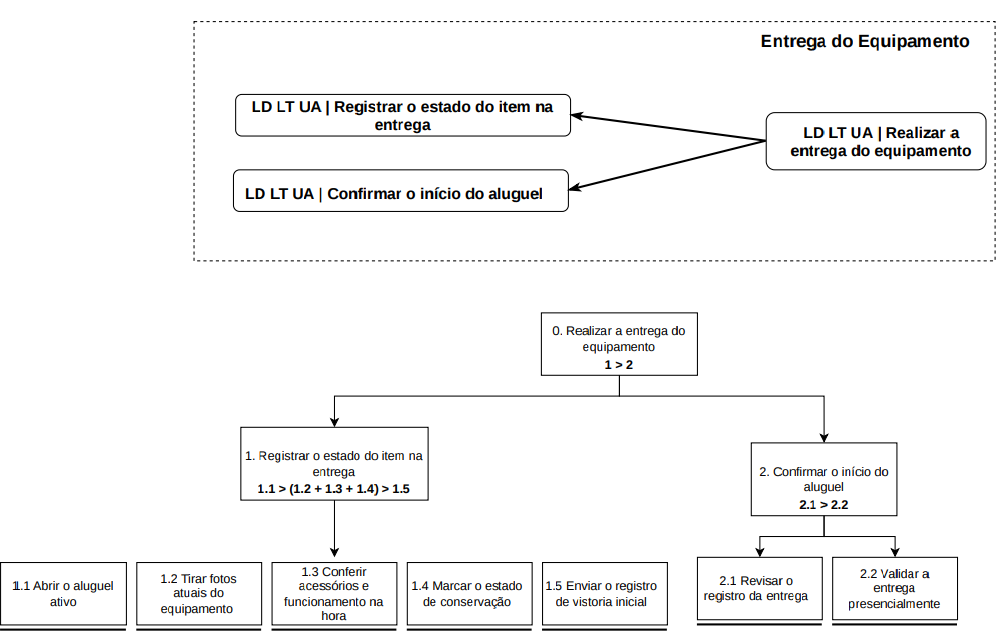 Entrega do Equipamento
LD LT UA | Registrar o estado do item na
entrega
LD LT UA | Realizar a
entrega do equipamento
LD LT UA | Confirmar o início do aluguel
0. Realizar a entrega do
equipamento
1 > 2
1. Registrar o estado do item na
entrega
1.1 > (1.2 + 1.3 + 1.4) > 1.5
2. Confirmar o início do
aluguel
2.1 > 2.2
1.1 Abrir o aluguel
ativo
1.2 Tirar fotos
atuais do
equipamento
1.3 Conferir
acessórios e
funcionamento na
hora
1.4 Marcar o estado
de conservação
1.5 Enviar o registro
de vistoria inicial
2.1 Revisar o
registro da entrega
2.2 Validar a
entrega
presencialmente